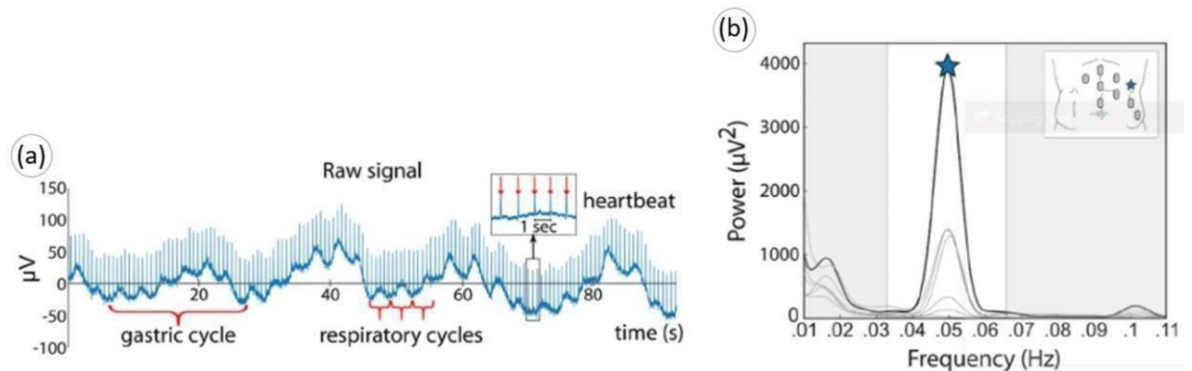 (a)
Raw signal
150
100
50
0
-50
-100
μV
20
40
60
80
time (s)
gastric cycle
respiratory cycles
heartbeat
1 sec
(b)
Power (μV²)
4000
3000
2000
1000
0
.01 .02 .03 .04 .05 .06 .07 .08 .09 .1 .11
Frequency (Hz)